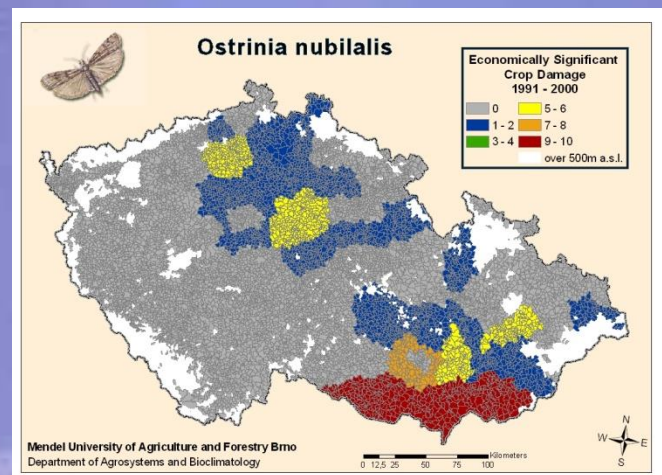 Ostrinia nubilalis
Economically Significant
Crop Damage
1991 - 2000
0
5 - 6
1 - 2
7 - 8
3 - 4
9 - 10
over 500m a.s.l.
Mendel University of Agriculture and Forestry Brno
Department of Agrosystems and Bioclimatology
Kilometers
0 12,5 25 50 75 100
N
W E
S